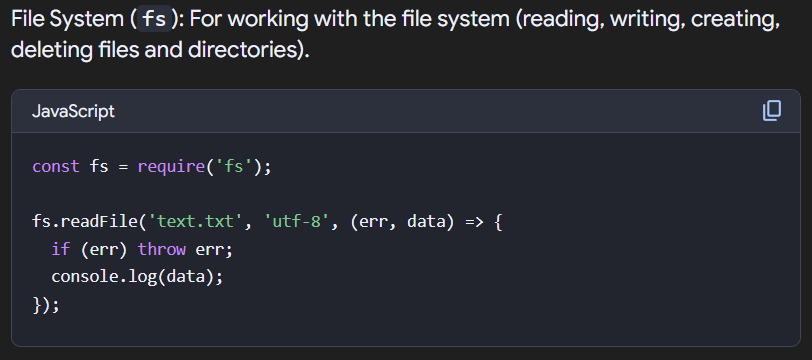 File System (fs): For working with the file system (reading, writing, creating,
deleting files and directories).
JavaScript
const fs = require('fs');
fs.readFile('text.txt', 'utf-8', (err, data) => {
  if (err) throw err;
  console.log(data);
});